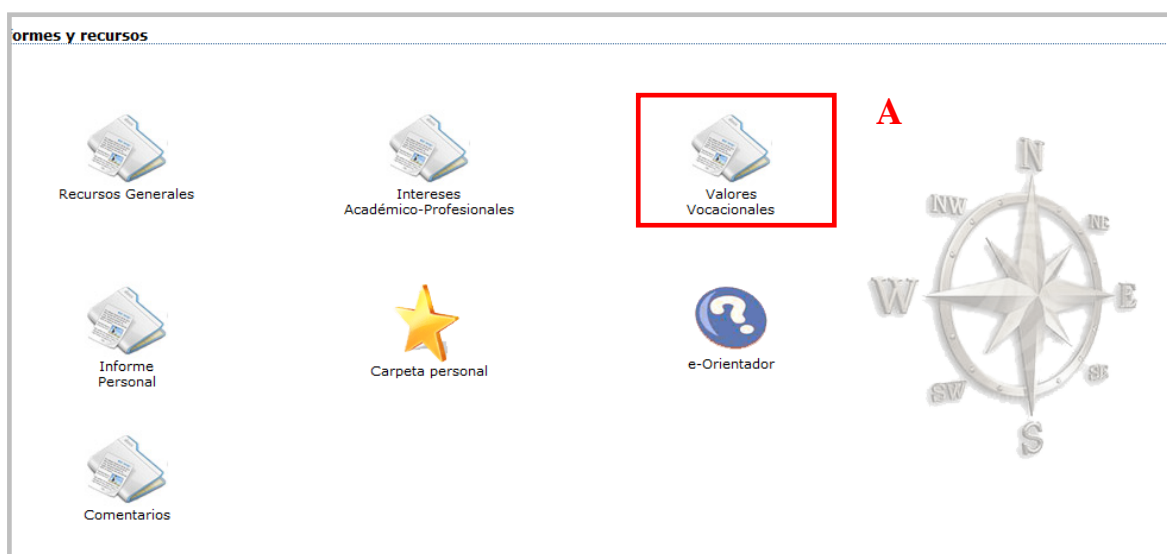 ormes y recursos
A
Recursos Generales
Intereses
Académico-Profesionales
Valores
Vocacionales
N
NW
NE
W
E
SW
SE
S
Informe
Personal
Carpeta personal
e-Orientador
Comentarios